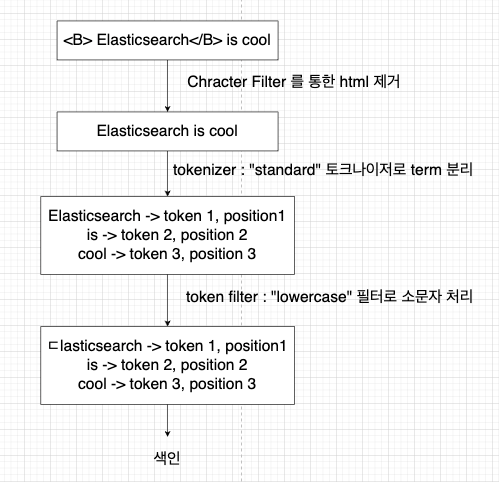 <B> Elasticsearch</B> is cool
Chracter Filter 를 통한 html 제거
Elasticsearch is cool
tokenizer : "standard" 토크나이저로 term 분리
Elasticsearch -> token 1, position1
is -> token 2, position 2
cool -> token 3, position 3
token filter : "lowercase" 필터로 소문자 처리
ㄷlasticsearch -> token 1, position1
is -> token 2, position 2
cool -> token 3, position 3
색인